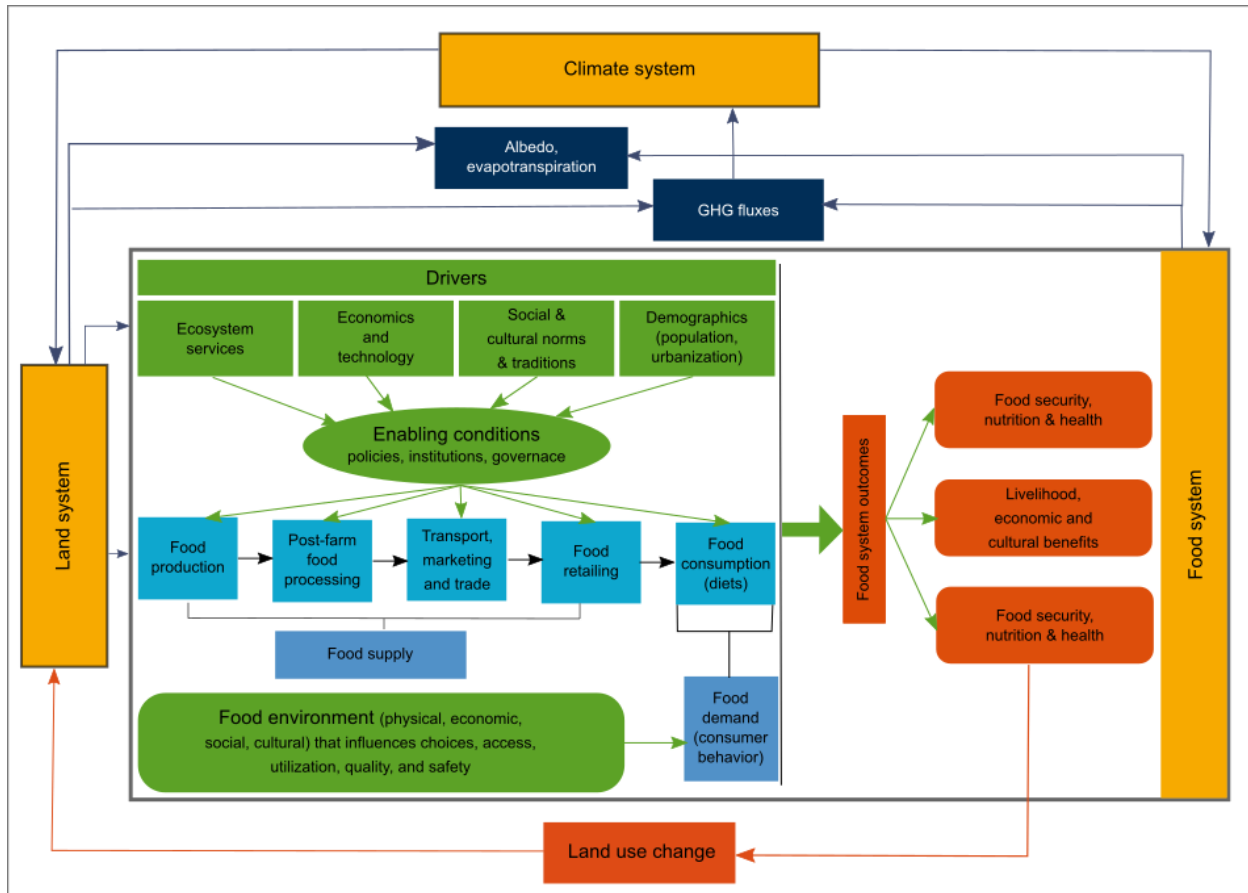 Climate system
Albedo,
evapotranspiration
GHG fluxes
Drivers
Ecosystem
services
Economics
and
technology
Social &
cultural norms
& traditions
Demographics
(population,
urbanization)
Enabling conditions
policies, institutions, governace
Land system
Food
production
Post-farm
food
processing
Transport,
marketing
and trade
Food
retailing
Food
consumption
(diets)
Food supply
Food environment (physical, economic,
social, cultural) that influences choices, access,
utilization, quality, and safety
Food
demand
(consumer
behavior)
Food system outcomes
Food security,
nutrition & health
Livelihood,
economic and
cultural benefits
Food security,
nutrition & health
Food system
Land use change